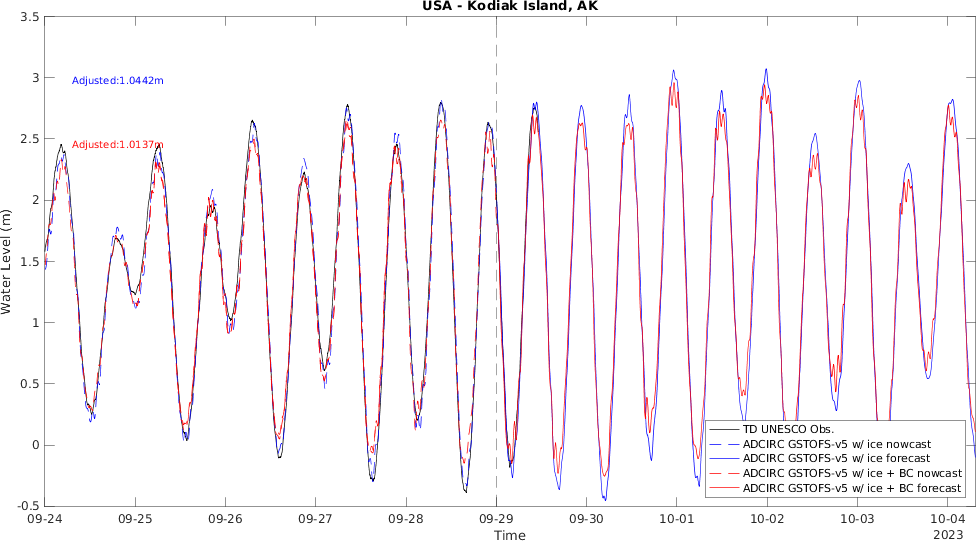 USA - Kodiak Island, AK
3.5
3
2.5
2
1.5
1
0.5
0
-0.5
Water Level (m)
Adjusted:1.0442m
Adjusted:1.0137m
TD UNESCO Obs.
ADCIRC GSTOFS-v5 w/ ice nowcast
ADCIRC GSTOFS-v5 w/ ice forecast
ADCIRC GSTOFS-v5 w/ ice + BC nowcast
ADCIRC GSTOFS-v5 w/ ice + BC forecast
09-24 09-25 09-26 09-27 09-28 09-29 09-30 10-01 10-02 10-03 10-04
Time
2023